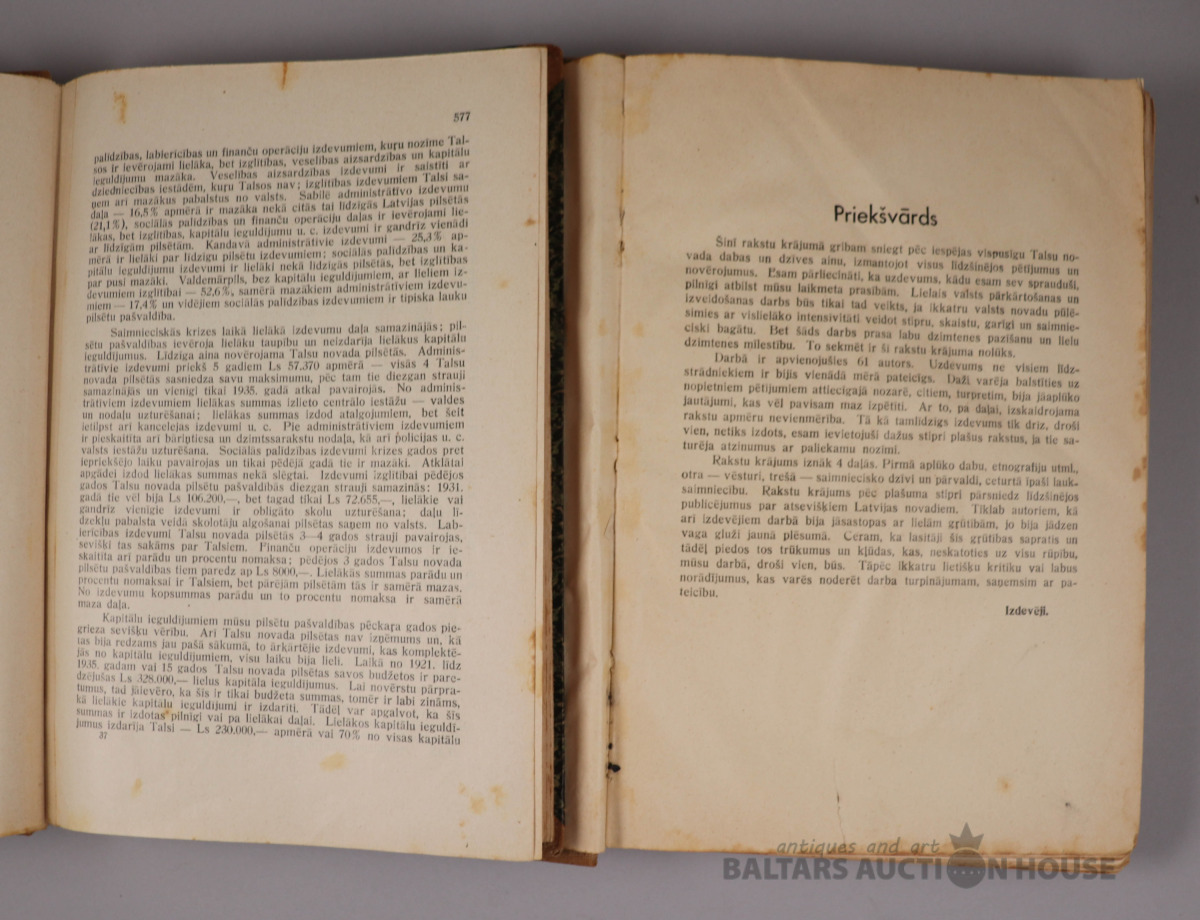 577
palīdzības, labierīcības un finanču operāciju izdevumiem, kuŗu nozīme Tal-
sos ir ievērojami lielāka, bet izglītības, veselības aizsardzības un kapitālu
ieguldījumu mazāka. Veselības aizsardzības izdevumi ir saistīti ar
dziedniecības iestādēm, kuŗu Talsos nav; izglītības izdevumiem Talsi sa-
ņem arī mazākus pabalstus no valsts. Sabilē administrātīvo izdevumu
daļa — 16,5% apmērā ir mazāka nekā citās tai līdzīgās Latvijas pilsētās
(21,1%), sociālās palīdzības un finanču operāciju daļas ir ievērojami lie-
lākas, bet izglītības, kapitālu ieguldījumu u. c. izdevumi ir gandrīz vienādi
ar līdzīgām pilsētām. Kandavā administrātīvie izdevumi — 25,3% ap-
mērā ir lielāki par līdzīgu pilsētu izdevumiem; sociālās palīdzības un ka-
pitālu ieguldījumu izdevumi ir lielāki nekā līdzīgās pilsētās, bet izglītības
par pusi mazāki. Valdemārpils, bez kapitālu ieguldījumiem, ar lieliem iz-
devumiem izglītībai — 52,6%, samērā mazākiem administrātīviem izdevu-
miem — 17,4% un vidējiem sociālās palīdzības izdevumiem ir tipiska lauku
pilsētu pašvaldība.
Saimnieciskās krīzes laikā lielākā izdevumu daļa samazinājās; pil-
sētu pašvaldības ievēroja lielāku taupību un neizdarīja lielākus kapitālu
ieguldījumus. Līdzīga aina novērojama Talsu novada pilsētās. Adminis-
trātīvie izdevumi priekš 5 gadiem Ls 57.370 apmērā — visās 4 Talsu
novada pilsētās sasniedza savu maksimumu, pēc tam tie diezgan strauji
samazinājās un vienīgi tikai 1935. gadā atkal pavairojās. No adminis-
trātīviem izdevumiem lielākās summas izlieto centrālo iestāžu — valdes
un nodaļu uzturēšanai; lielākās summas izdod atalgojumiem, bet šeit
ietilpst arī kancelejas izdevumi u. c. Pie administrātīviem izdevumiem
ir pieskaitīta arī bāriņtiesa un dzimtssarakstu nodaļa, kā arī policijas u. c.
valsts iestāžu uzturēšana. Sociālās palīdzības izdevumi krīzes gados pret
iepriekšējo laiku pavairojas un tikai pēdējā gadā tie ir mazāki. Atklātai
apgādei izdod lielākas summas nekā slēgtai. Izdevumi izglītībai pēdējos
gados Talsu novada pašvaldībās diezgan strauji samazinās: 1931.
gadā tie vēl bija Ls 106.200,—, bet tagad tikai Ls 72.655,—, lielākie vai
gandrīz vienīgie izdevumi ir obligāto skolu uzturēšana; daļu lī-
dzekļu pabalsta veidā skolotāju algošanai pilsētas saņem no valsts. Lab-
ierīcības izdevumi Talsu novada pilsētās 3—4 gados strauji pavairojas,
sevišķi tas sakāms par Talsiem. Finanču operāciju izdevumos ir ie-
skaitīta arī parādu un procentu nomaksa; pēdējos 3 gados Talsu novada
pilsētu pašvaldības tiem paredz ap Ls 8000,—. Lielākās summas parādu un
procentu nomaksai ir Talsiem, bet pārējām pilsētām tās ir samērā mazas.
No izdevumu kopsummas parādu un to procentu nomaksa ir samērā
maza daļa.
Kapitālu ieguldījumiem mūsu pilsētu pašvaldības pēckaŗa gados pie-
grieza sevišķu vērību. Arī Talsu novada pilsētas nav izņēmums un, kā
tas bija redzams jau pašā sākumā, to ārkārtējie izdevumi, kas komplektē-
jās no kapitālu ieguldījumiem, visu laiku bija lieli. Laikā no 1921. līdz
1935. gadam vai 15 gados Talsu novada pilsētas savos budžetos ir pare-
dzējušas Ls 328.000,— lielus kapitāla ieguldījumus. Lai novērstu pārpra-
tumus, tad jāievēro, ka šis ir tikai budžeta summas, tomēr ir labi zināms,
kā lielākie kapitālu ieguldījumi ir izdarīti. Tādēļ var apgalvot, ka šīs
summas ir izdotas pilnīgi vai pa lielākai daļai. Lielākos kapitālu ieguldī-
jumus izdarīja Talsi — Ls 230.000,— apmērā vai 70% no visas kapitālu
37
Priekšvārds
Šinī rakstu krājumā gribam sniegt pēc iespējas vispusīgu Talsu no-
vada dabas un dzīves ainu, izmantojot visus līdzšinējos pētījumus un
novērojumus. Esam pārliecināti, ka uzdevums, kādu esam sev sprauduši,
pilnīgi atbilst mūsu laikmeta prasībām. Lielais valsts pārkārtošanas un
izveidošanas darbs būs tikai tad veikts, ja ikkatru valsts novadu pūlē-
simies ar vislielāko intensivitāti veidot stipru, skaistu, garīgi un saimnie-
ciski bagātu. Bet šāds darbs prasa labu dzimtenes pazīšanu un lielu
dzimtenes mīlestību. To sekmēt ir šī rakstu krājuma nolūks.
Darbā ir apvienojušies 61 autors. Uzdevums ne visiem līdz-
strādniekiem ir bijis vienādā mērā pateicīgs. Daži varēja balstīties uz
nopietniem pētījumiem attiecīgajā nozarē, citiem, turpretim, bija jāaplūko
jautājumi, kas vēl pavisam maz izpētīti. Ar to, pa daļai, izskaidrojama
rakstu apmēru nevienmērība. Tā kā tamlīdzīgs izdevums tik drīz, droši
vien, netiks izdots, esam ievietojuši dažus stipri plašus rakstus, ja tie sa-
turēja atzinumus ar paliekamu nozīmi.
Rakstu krājums iznāk 4 daļās. Pirmā aplūko dabu, etnografiju utml.,
otra — vēsturi, trešā — saimniecisko dzīvi un pārvaldi, ceturtā īpaši lauk-
saimniecību. Rakstu krājums pēc plašuma stipri pārsniedz līdzšinējos
publicējumus par atsevišķiem Latvijas novadiem. Tiklab autoriem, kā
arī izdevējiem darbā bija jāsastopas ar lielām grūtībām, jo bija jādzen
vaga gluži jaunā plēsumā. Ceram, ka lasītāji šīs grūtības sapratīs un
tādēļ piedos tos trūkumus un kļūdas, kas, neskatoties uz visu rūpību,
mūsu darbā, droši vien, būs. Tāpēc ikkatru lietišķu kritiku vai labus
norādījumus, kas varēs noderēt darba turpinājumam, saņemsim ar pa-
teicību.
Izdevēji.
antiques and art
BALTARS AUCTION HOUSE